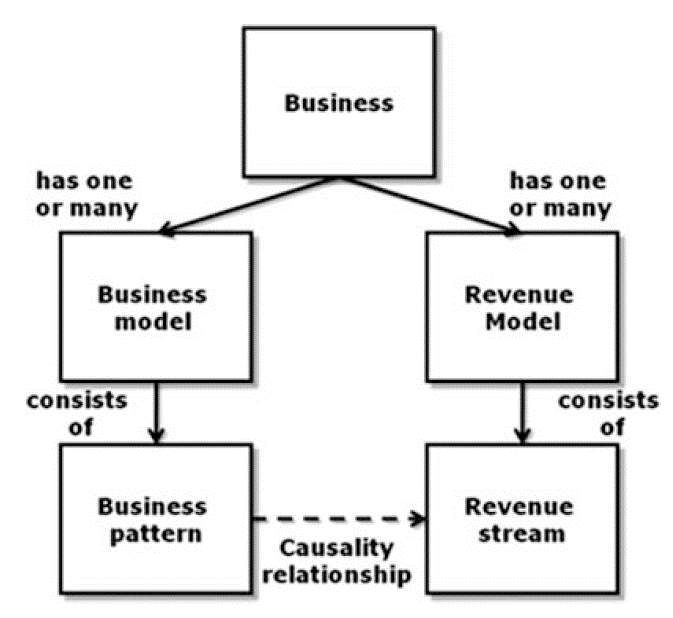 Business
has one
or many
has one
or many
Business
model
Revenue
Model
consists
of
consists
of
Business
pattern
Causality
relationship
Revenue
stream